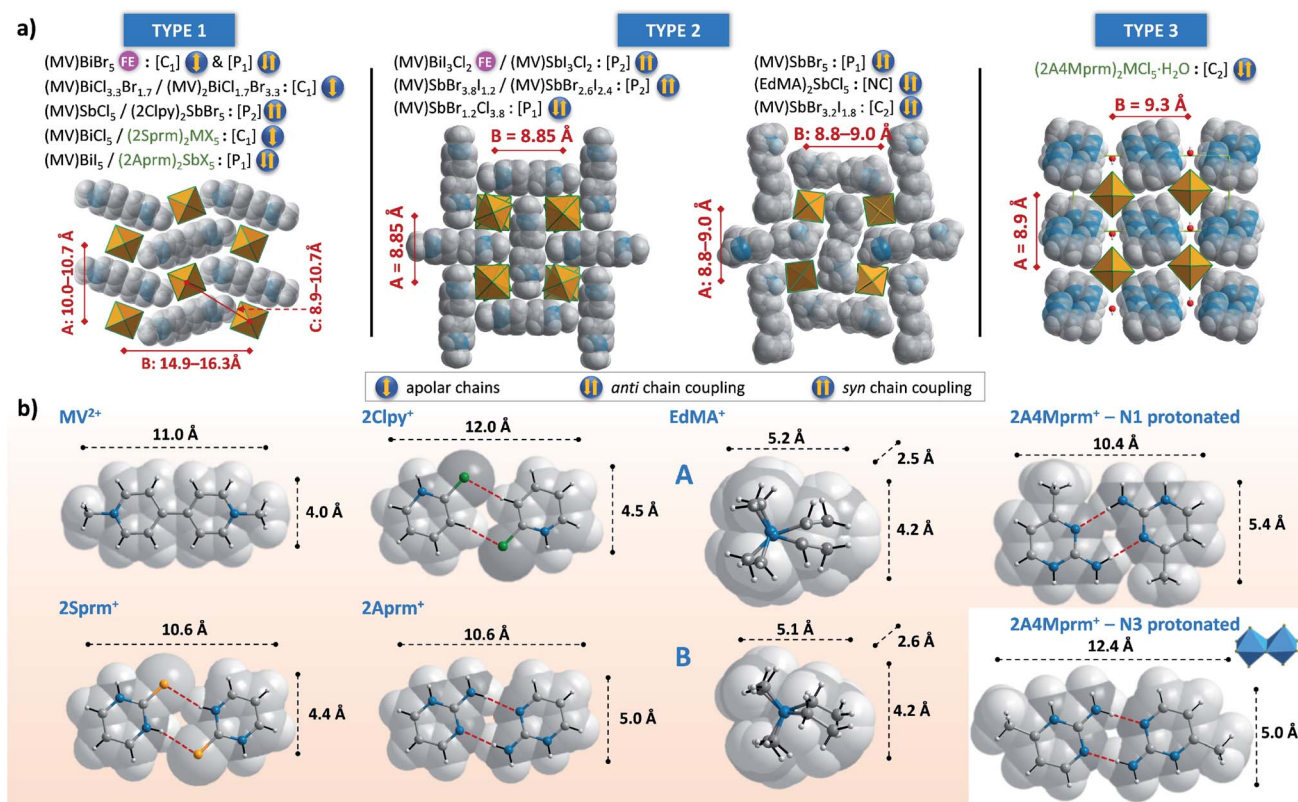 a)
TYPE 1
(MV)BiBr5 FE : [C1] & [P1]
(MV)BiCl3.3Br1.7 / (MV)2BiCl1.7Br3.3: [C1]
(MV)SbCl5 / (2Clpy)2SbBr5 : [P2]
(MV)BiCl5 / (2Sprm)2MX5 : [C1]
(MV)BiI5 / (2Aprm)2SbX5 : [P1]
A: 10.0–10.7 Å
B: 14.9–16.3Å
C: 8.9–10.7Å
TYPE 2
(MV)BiI3Cl2 FE / (MV)SbI3Cl2 : [P2]
(MV)SbBr3.8I1.2 / (MV)SbBr2.6I2.4 : [P2]
(MV)SbBr1.2Cl3.8 : [P1]
B = 8.85 Å
A = 8.85 Å
(MV)SbBr5 : [P1]
(EdMA)2SbCl5 : [NC]
(MV)SbBr3.2I1.8 : [C2]
B: 8.8–9.0 Å
A: 8.8–9.0 Å
TYPE 3
(2A4Mprm)2MCl5·H2O : [C2]
B = 9.3 Å
A = 8.9 Å
apolar chains
anti chain coupling
syn chain coupling
b)
MV2+
11.0 Å
4.0 Å
2Clpy+
12.0 Å
4.5 Å
EdMA+
A
5.2 Å
2.5 Å
4.2 Å
2A4Mprm+ – N1 protonated
10.4 Å
5.4 Å
2Sprm+
10.6 Å
4.4 Å
2Aprm+
10.6 Å
5.0 Å
B
5.1 Å
2.6 Å
4.2 Å
2A4Mprm+ – N3 protonated
12.4 Å
5.0 Å